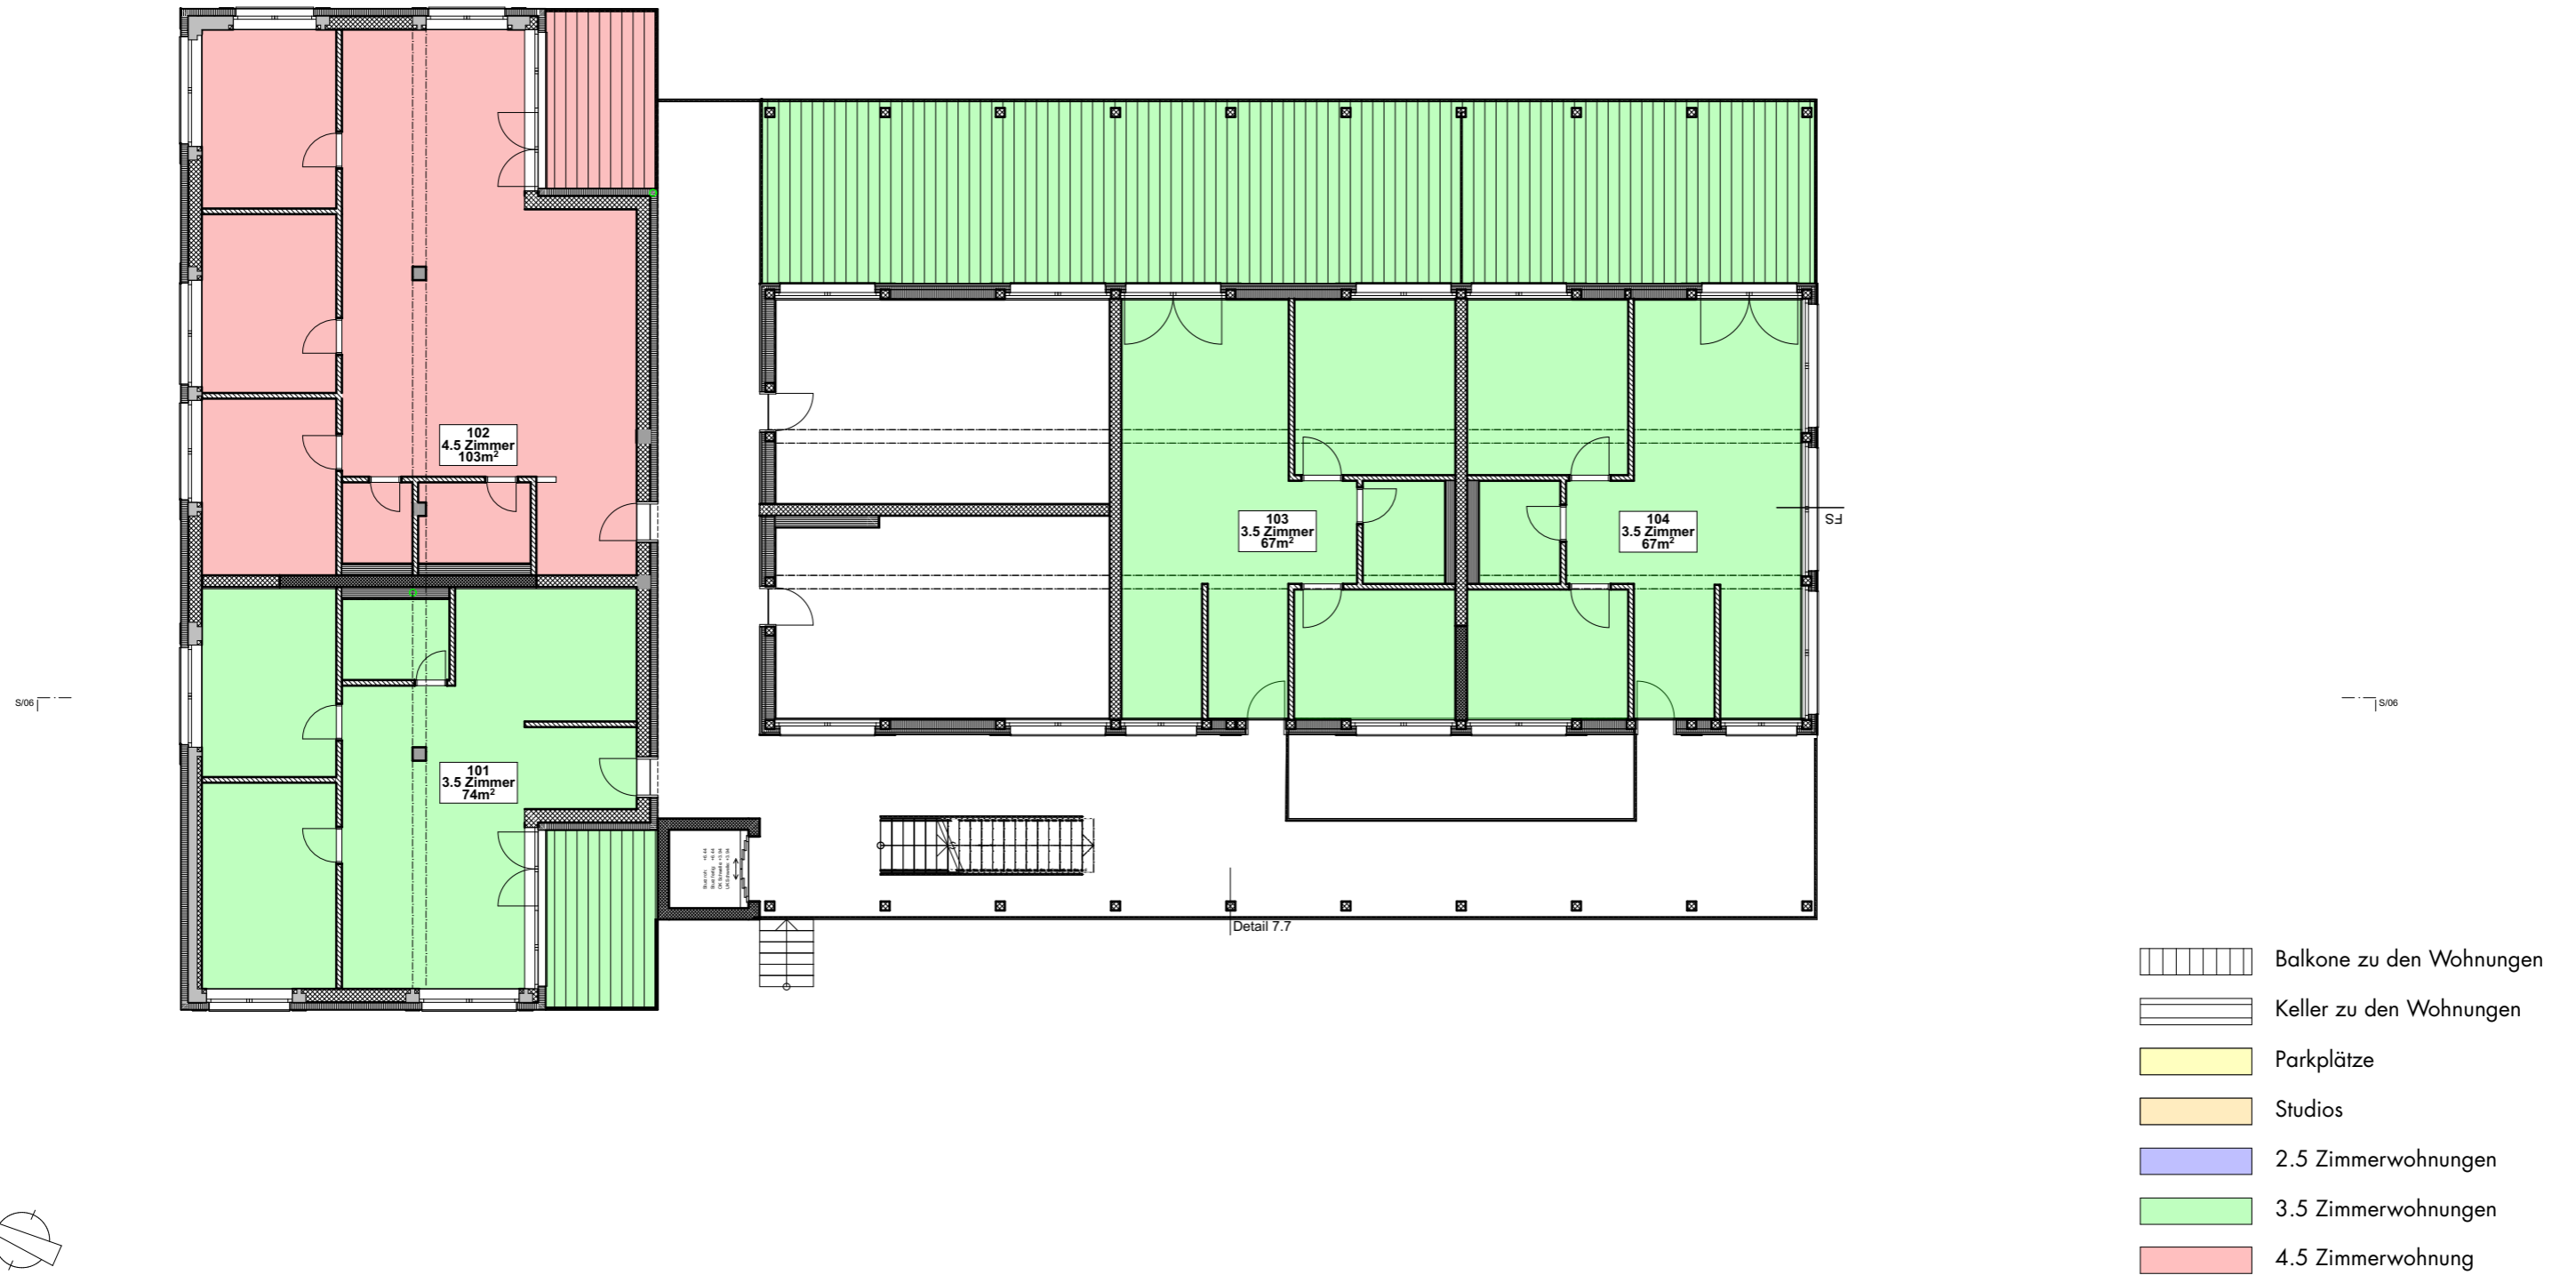 102
4.5 Zimmer
103m²
103
3.5 Zimmer
67m²
104
3.5 Zimmer
67m²
FS
S/06
S/06
101
3.5 Zimmer
74m²
Detail 7.7
Balkone zu den Wohnungen
Keller zu den Wohnungen
Parkplätze
Studios
2.5 Zimmerwohnungen
3.5 Zimmerwohnungen
4.5 Zimmerwohnung